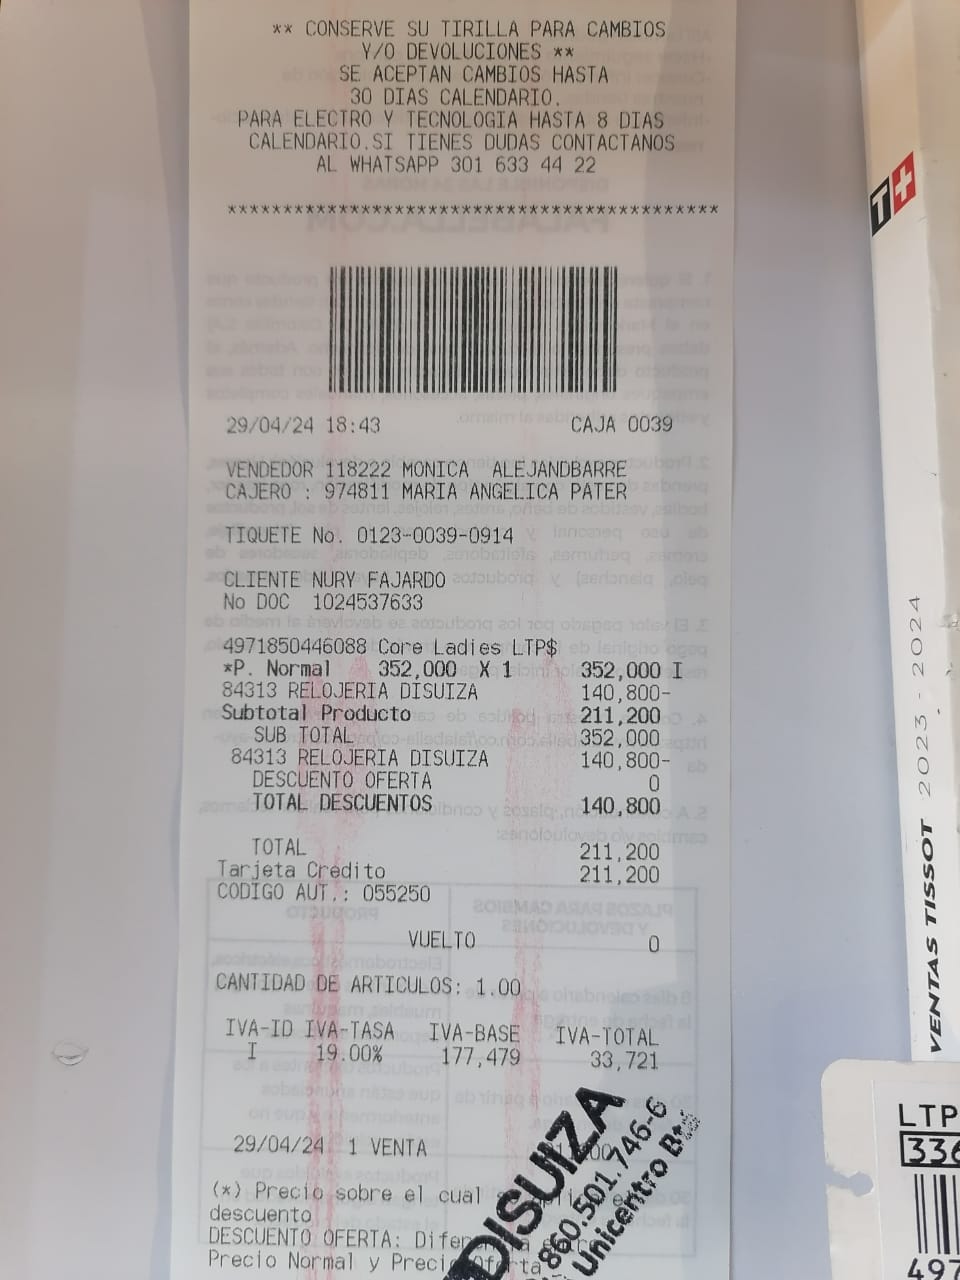 ** CONSERVE SU TIRILLA PARA CAMBIOS
Y/O DEVOLUCIONES **
SE ACEPTAN CAMBIOS HASTA
30 DIAS CALENDARIO.
PARA ELECTRO Y TECNOLOGIA HASTA 8 DIAS
CALENDARIO.SI TIENES DUDAS CONTACTANOS
AL WHATSAPP 301 633 44 22
********************************************
29/04/24 18:43 CAJA 0039
VENDEDOR 118222 MONICA ALEJANDBARRE
CAJERO : 974811 MARIA ANGELICA PATER
TIQUETE No. 0123-0039-0914
CLIENTE NURY FAJARDO
No DOC 1024537633
4971850446088 Core Ladies LTP$
*P. Normal 352,000 X 1 352,000 I
84313 RELOJERIA DISUIZA 140,800-
Subtotal Producto 211,200
SUB TOTAL 352,000
84313 RELOJERIA DISUIZA 140,800-
DESCUENTO OFERTA 0
TOTAL DESCUENTOS 140,800
TOTAL 211,200
Tarjeta Credito 211,200
CODIGO AUT.: 055250
VUELTO 0
CANTIDAD DE ARTICULOS: 1.00
IVA-ID IVA-TASA IVA-BASE IVA-TOTAL
I 19.00% 177,479 33,721
29/04/24 1 VENTA
(*) Precio sobre el cual
descuento
DESCUENTO OFERTA:
Precio Normal y Precio Oferta
DISUIZA
860.501.746-6
Unicentro
T+
VENTAS TISSOT 2023 - 2024
LTP
336
497